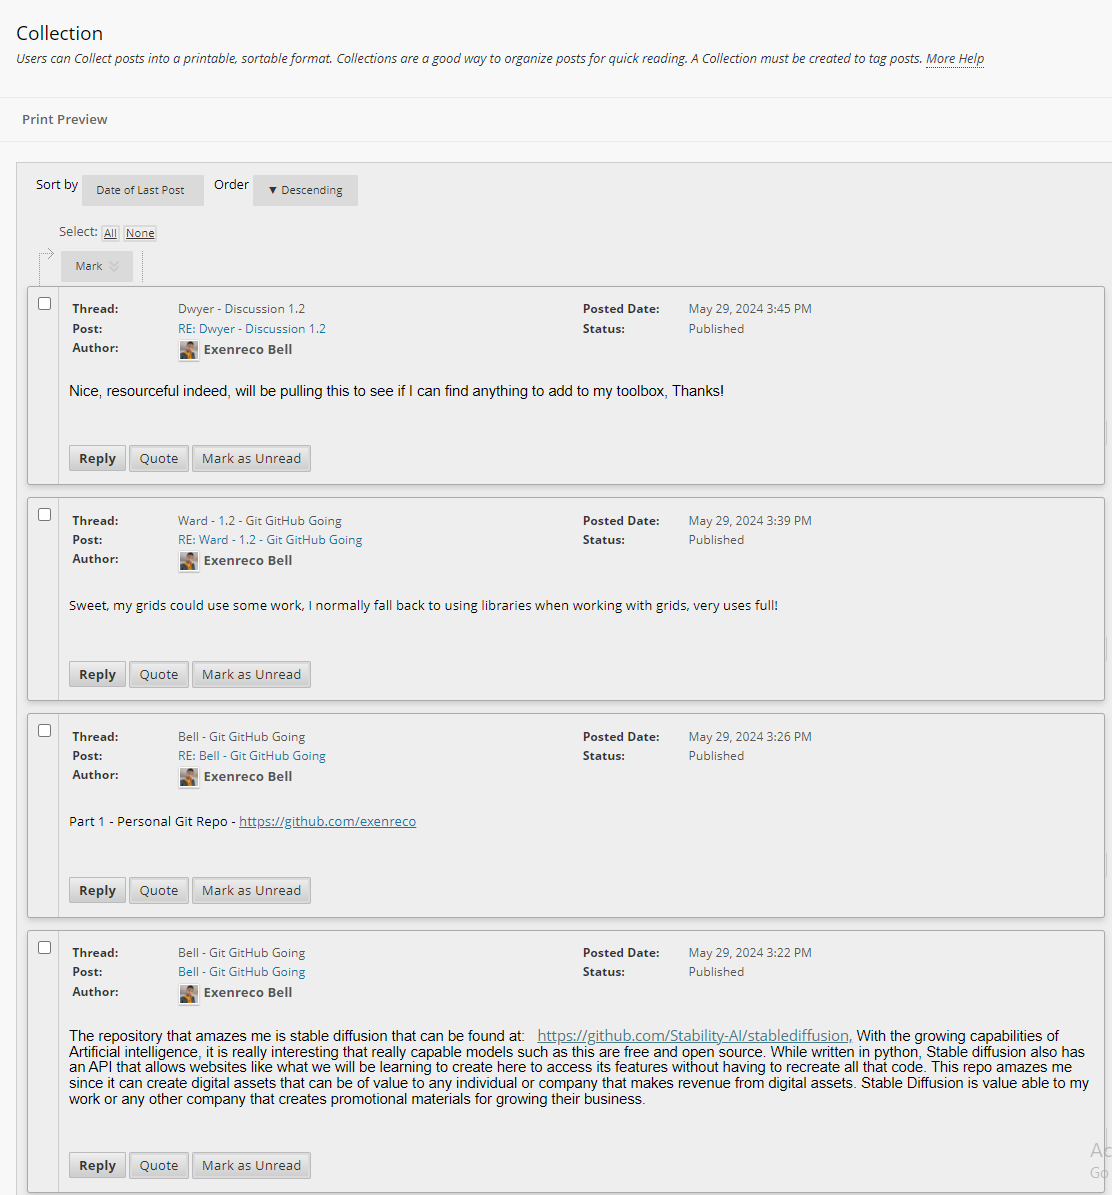 Collection
Users can Collect posts into a printable, sortable format. Collections are a good way to organize posts for quick reading. A Collection must be created to tag posts. More Help
Print Preview
Sort by Date of Last Post Order ▼ Descending
Select: All None
Mark
Thread: Dwyer - Discussion 1.2 Posted Date: May 29, 2024 3:45 PM
Post: RE: Dwyer - Discussion 1.2 Status: Published
Author: Exenreco Bell
Nice, resourceful indeed, will be pulling this to see if I can find anything to add to my toolbox, Thanks!
Reply Quote Mark as Unread
Thread: Ward - 1.2 - Git GitHub Going Posted Date: May 29, 2024 3:39 PM
Post: RE: Ward - 1.2 - Git GitHub Going Status: Published
Author: Exenreco Bell
Sweet, my grids could use some work, I normally fall back to using libraries when working with grids, very uses full!
Reply Quote Mark as Unread
Thread: Bell - Git GitHub Going Posted Date: May 29, 2024 3:26 PM
Post: RE: Bell - Git GitHub Going Status: Published
Author: Exenreco Bell
Part 1 - Personal Git Repo - https://github.com/exenreco
Reply Quote Mark as Unread
Thread: Bell - Git GitHub Going Posted Date: May 29, 2024 3:22 PM
Post: Bell - Git GitHub Going Status: Published
Author: Exenreco Bell
The repository that amazes me is stable diffusion that can be found at: https://github.com/Stability-AI/stablediffusion, With the growing capabilities of
Artificial intelligence, it is really interesting that really capable models such as this are free and open source. While written in python, Stable diffusion also has
an API that allows websites like what we will be learning to create here to access its features without having to recreate all that code. This repo amazes me
since it can create digital assets that can be of value to any individual or company that makes revenue from digital assets. Stable Diffusion is value able to my
work or any other company that creates promotional materials for growing their business.
Reply Quote Mark as Unread